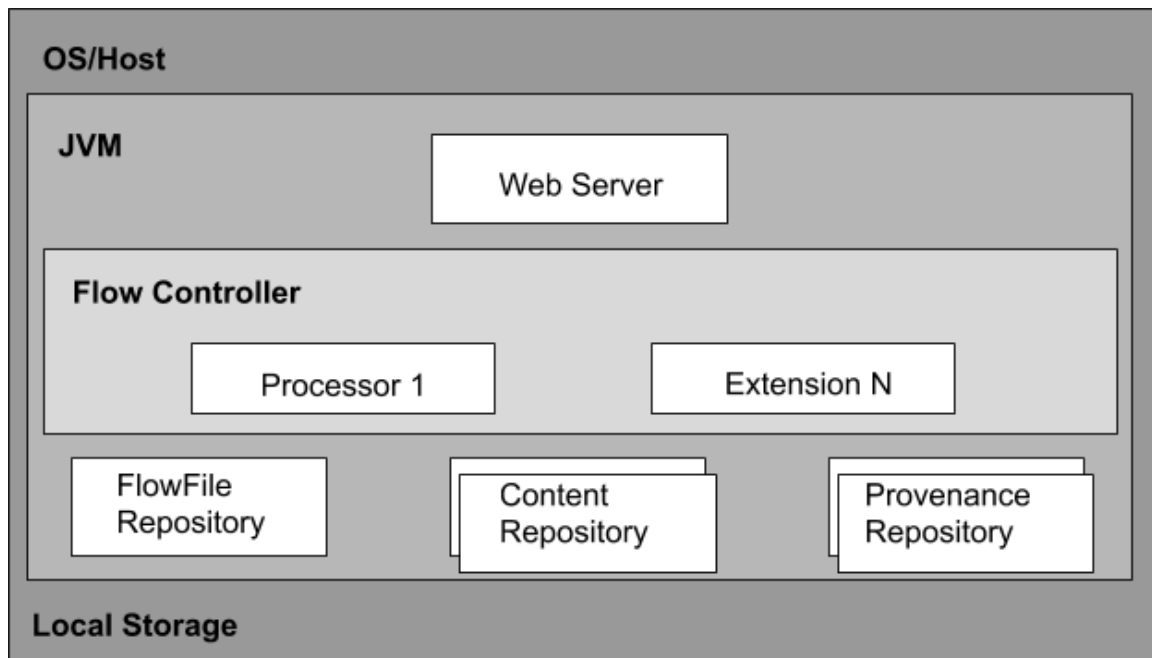 OS/Host
JVM
Web Server
Flow Controller
Processor 1
Extension N
FlowFile
Repository
Content
Repository
Provenance
Repository
Local Storage